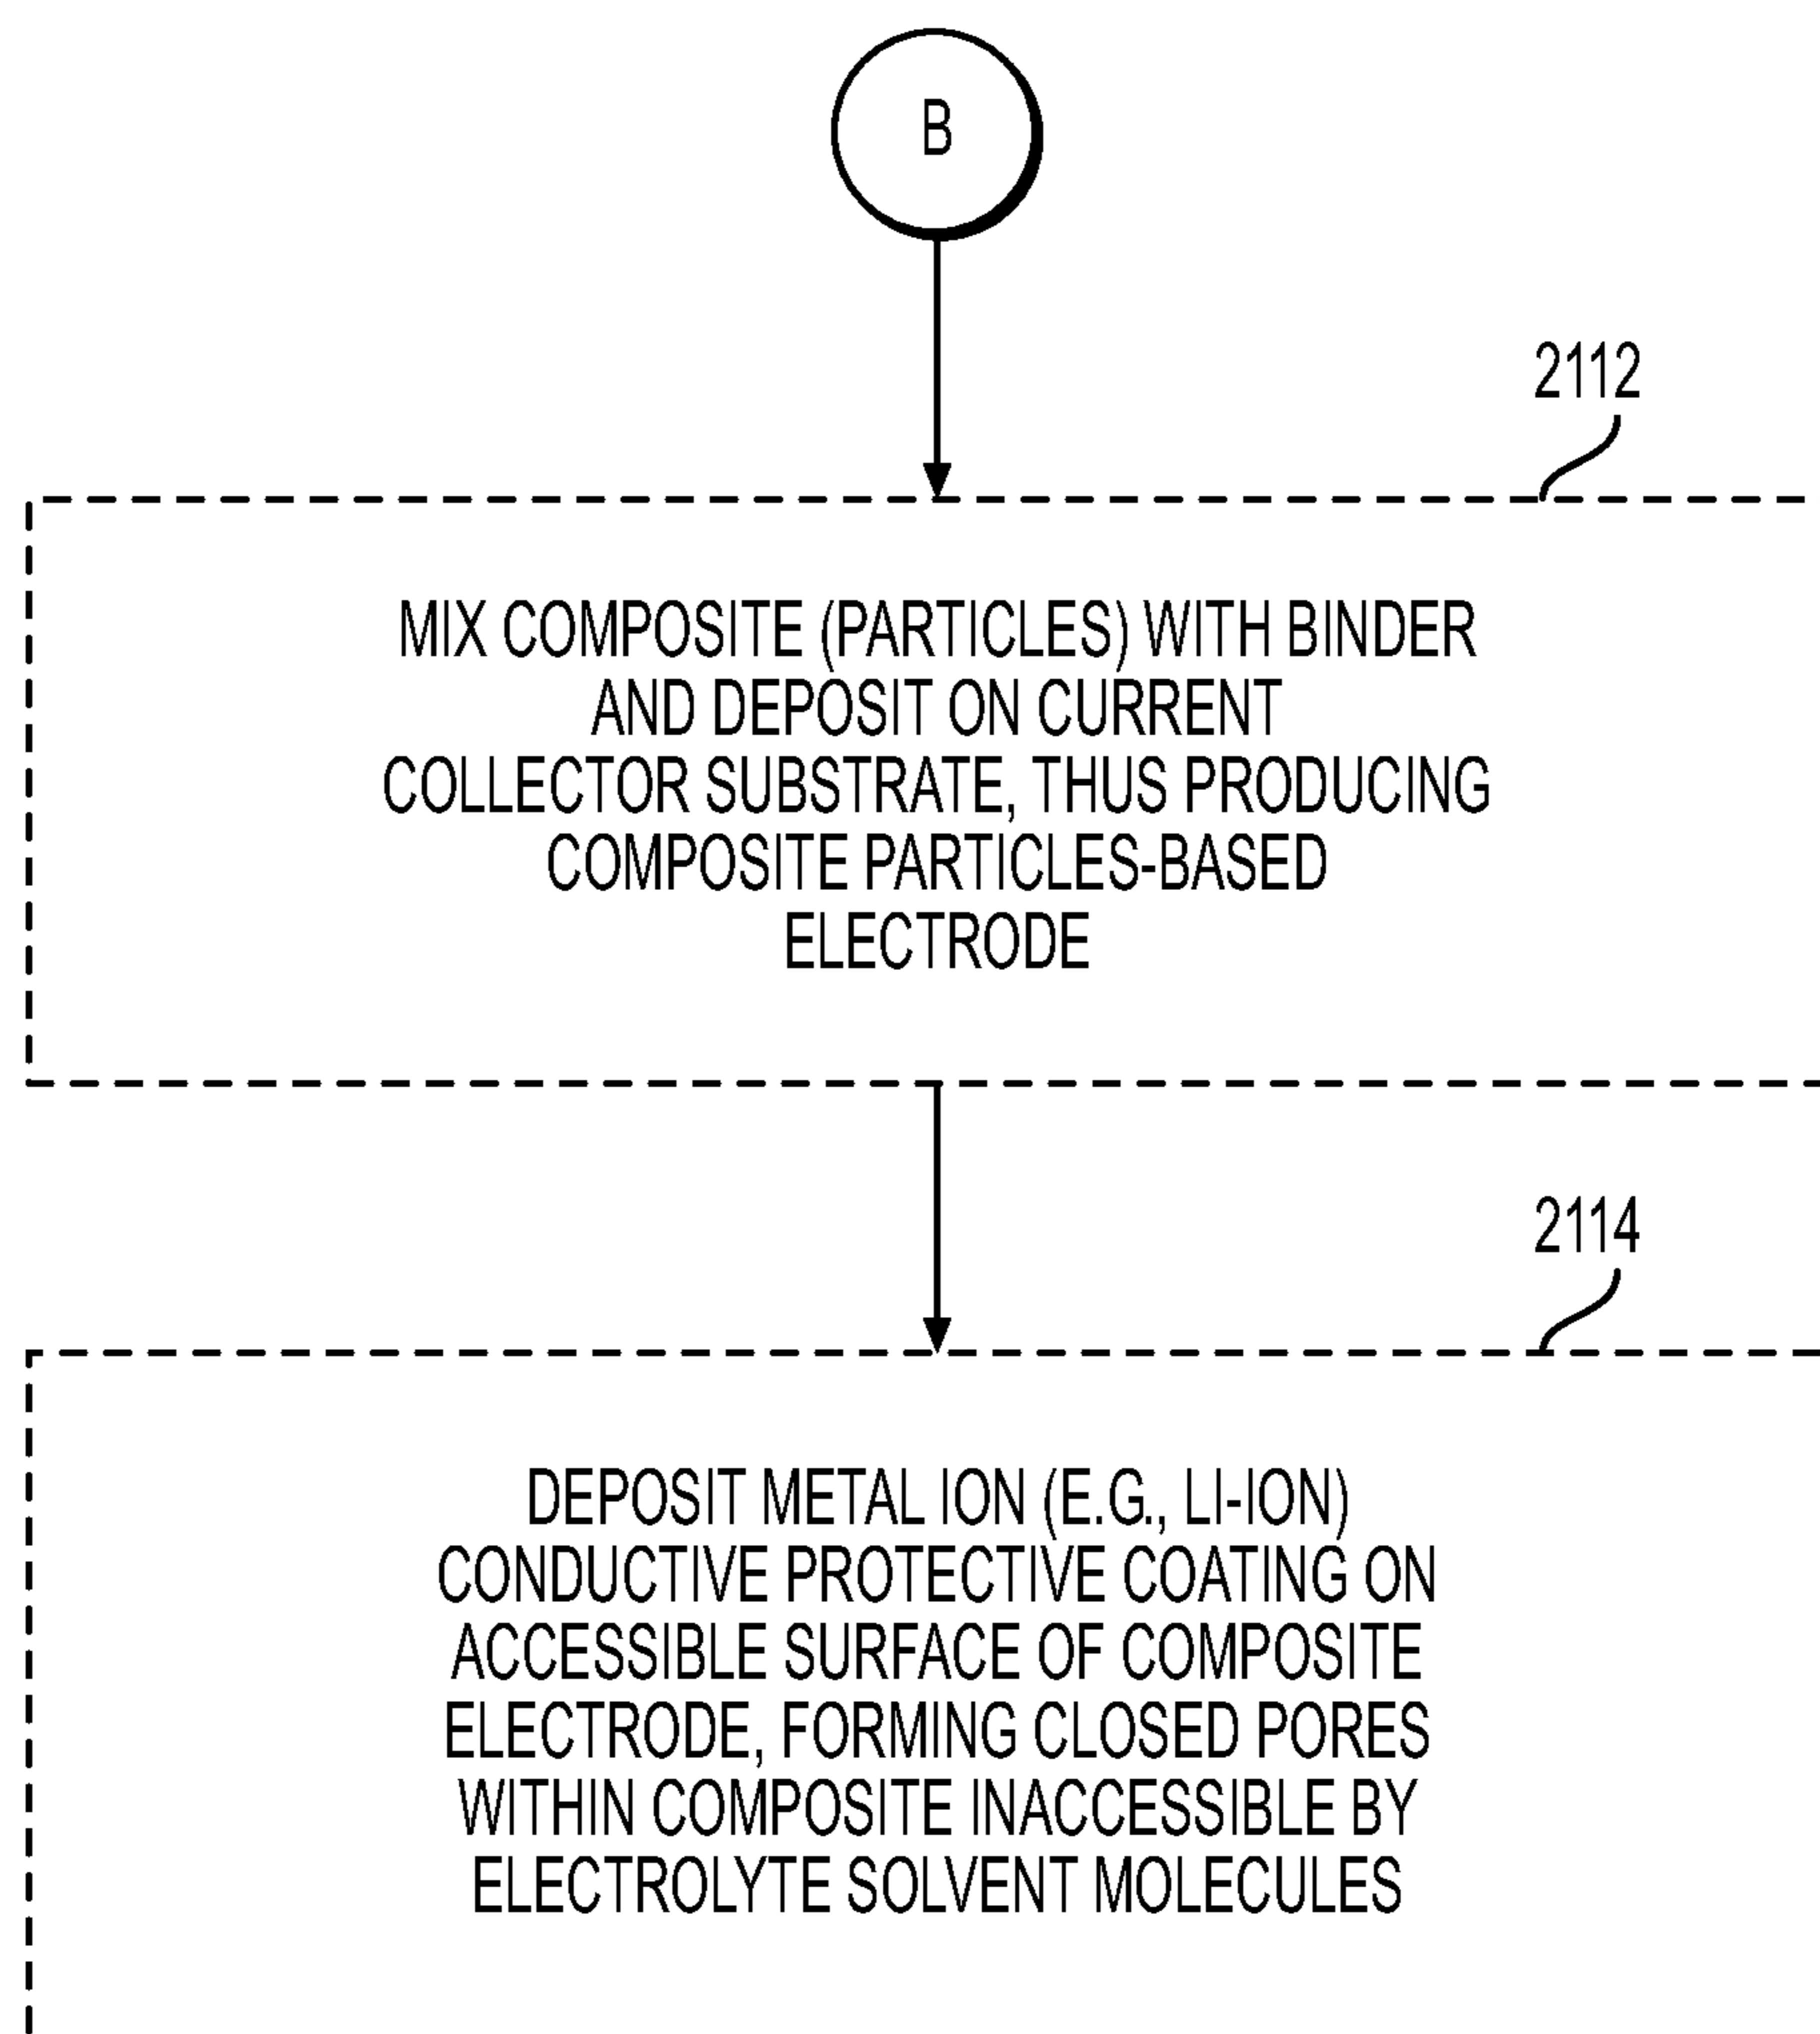 B
2112
MIX COMPOSITE (PARTICLES) WITH BINDER
AND DEPOSIT ON CURRENT
COLLECTOR SUBSTRATE, THUS PRODUCING
COMPOSITE PARTICLES-BASED
ELECTRODE
2114
DEPOSIT METAL ION (E.G., LI-ION)
CONDUCTIVE PROTECTIVE COATING ON
ACCESSIBLE SURFACE OF COMPOSITE
ELECTRODE, FORMING CLOSED PORES
WITHIN COMPOSITE INACCESSIBLE BY
ELECTROLYTE SOLVENT MOLECULES